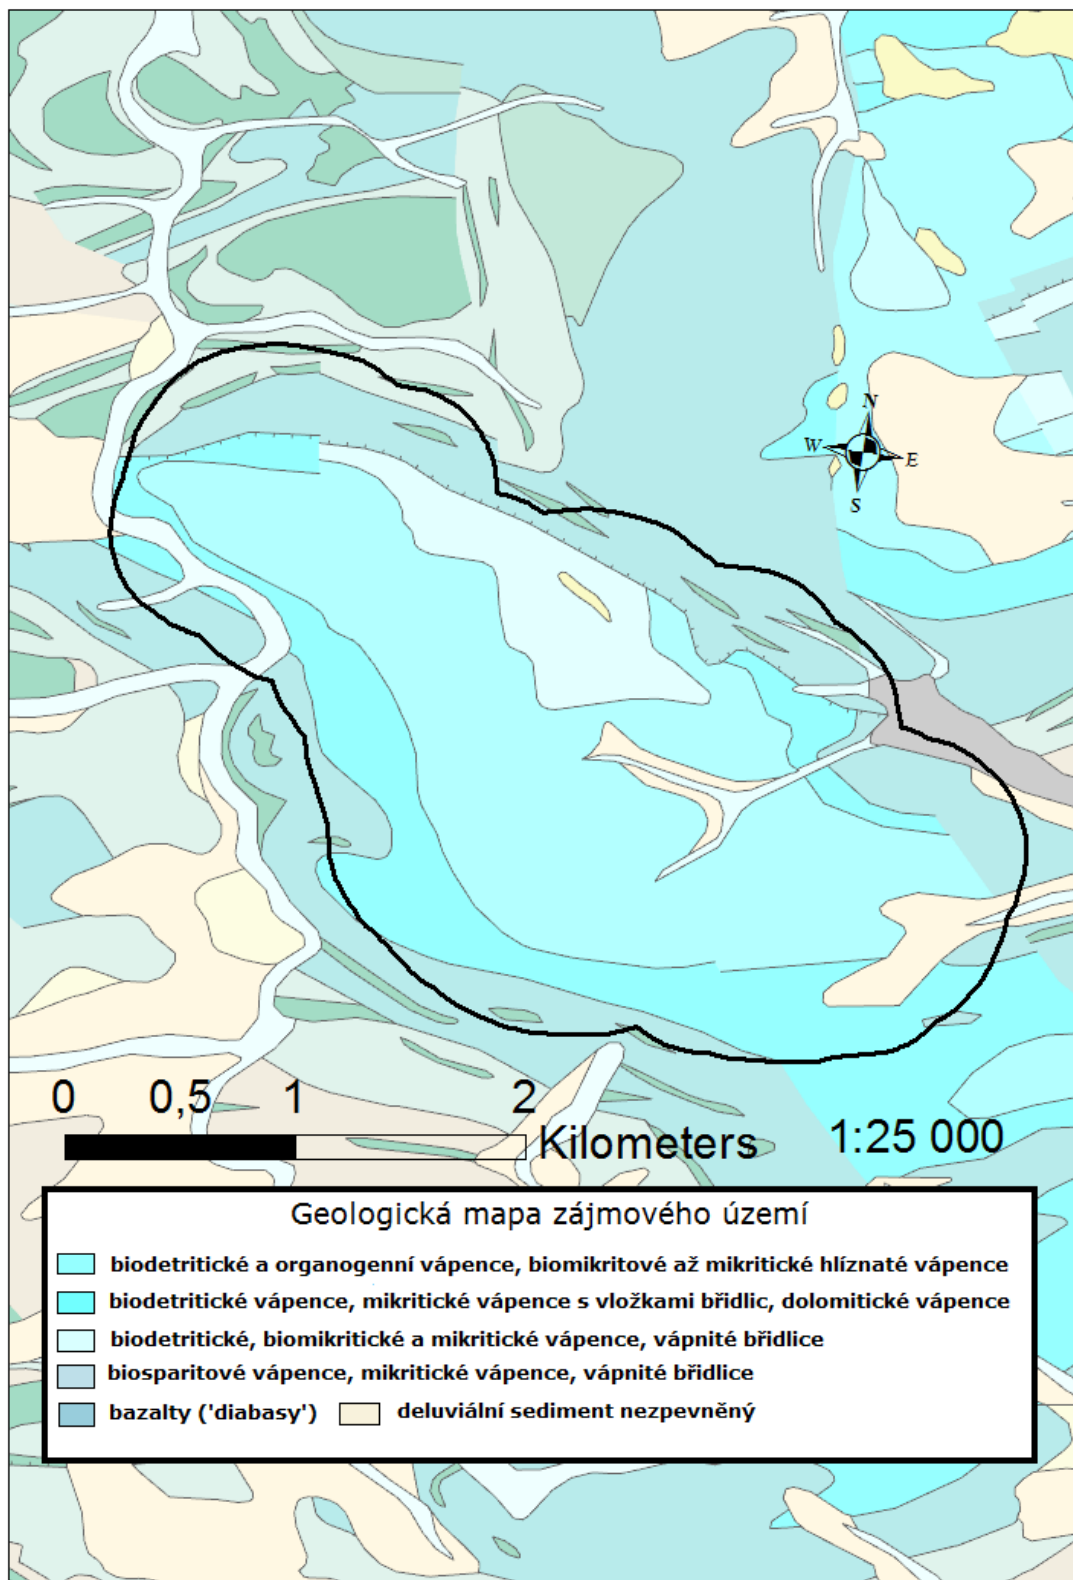 N
W
E
S
0 0,5 1 2
Kilometers
1:25 000
Geologická mapa zájmového území
biodetritické a organogenní vápence, biomikritové až mikritické hlíznaté vápence
biodetritické vápence, mikritické vápence s vložkami břidlic, dolomitické vápence
biodetritické, biomikritické a mikritické vápence, vápnité břidlice
biosparitové vápence, mikritické vápence, vápnité břidlice
bazalty ('diabasy') deluviální sediment nezpevněný